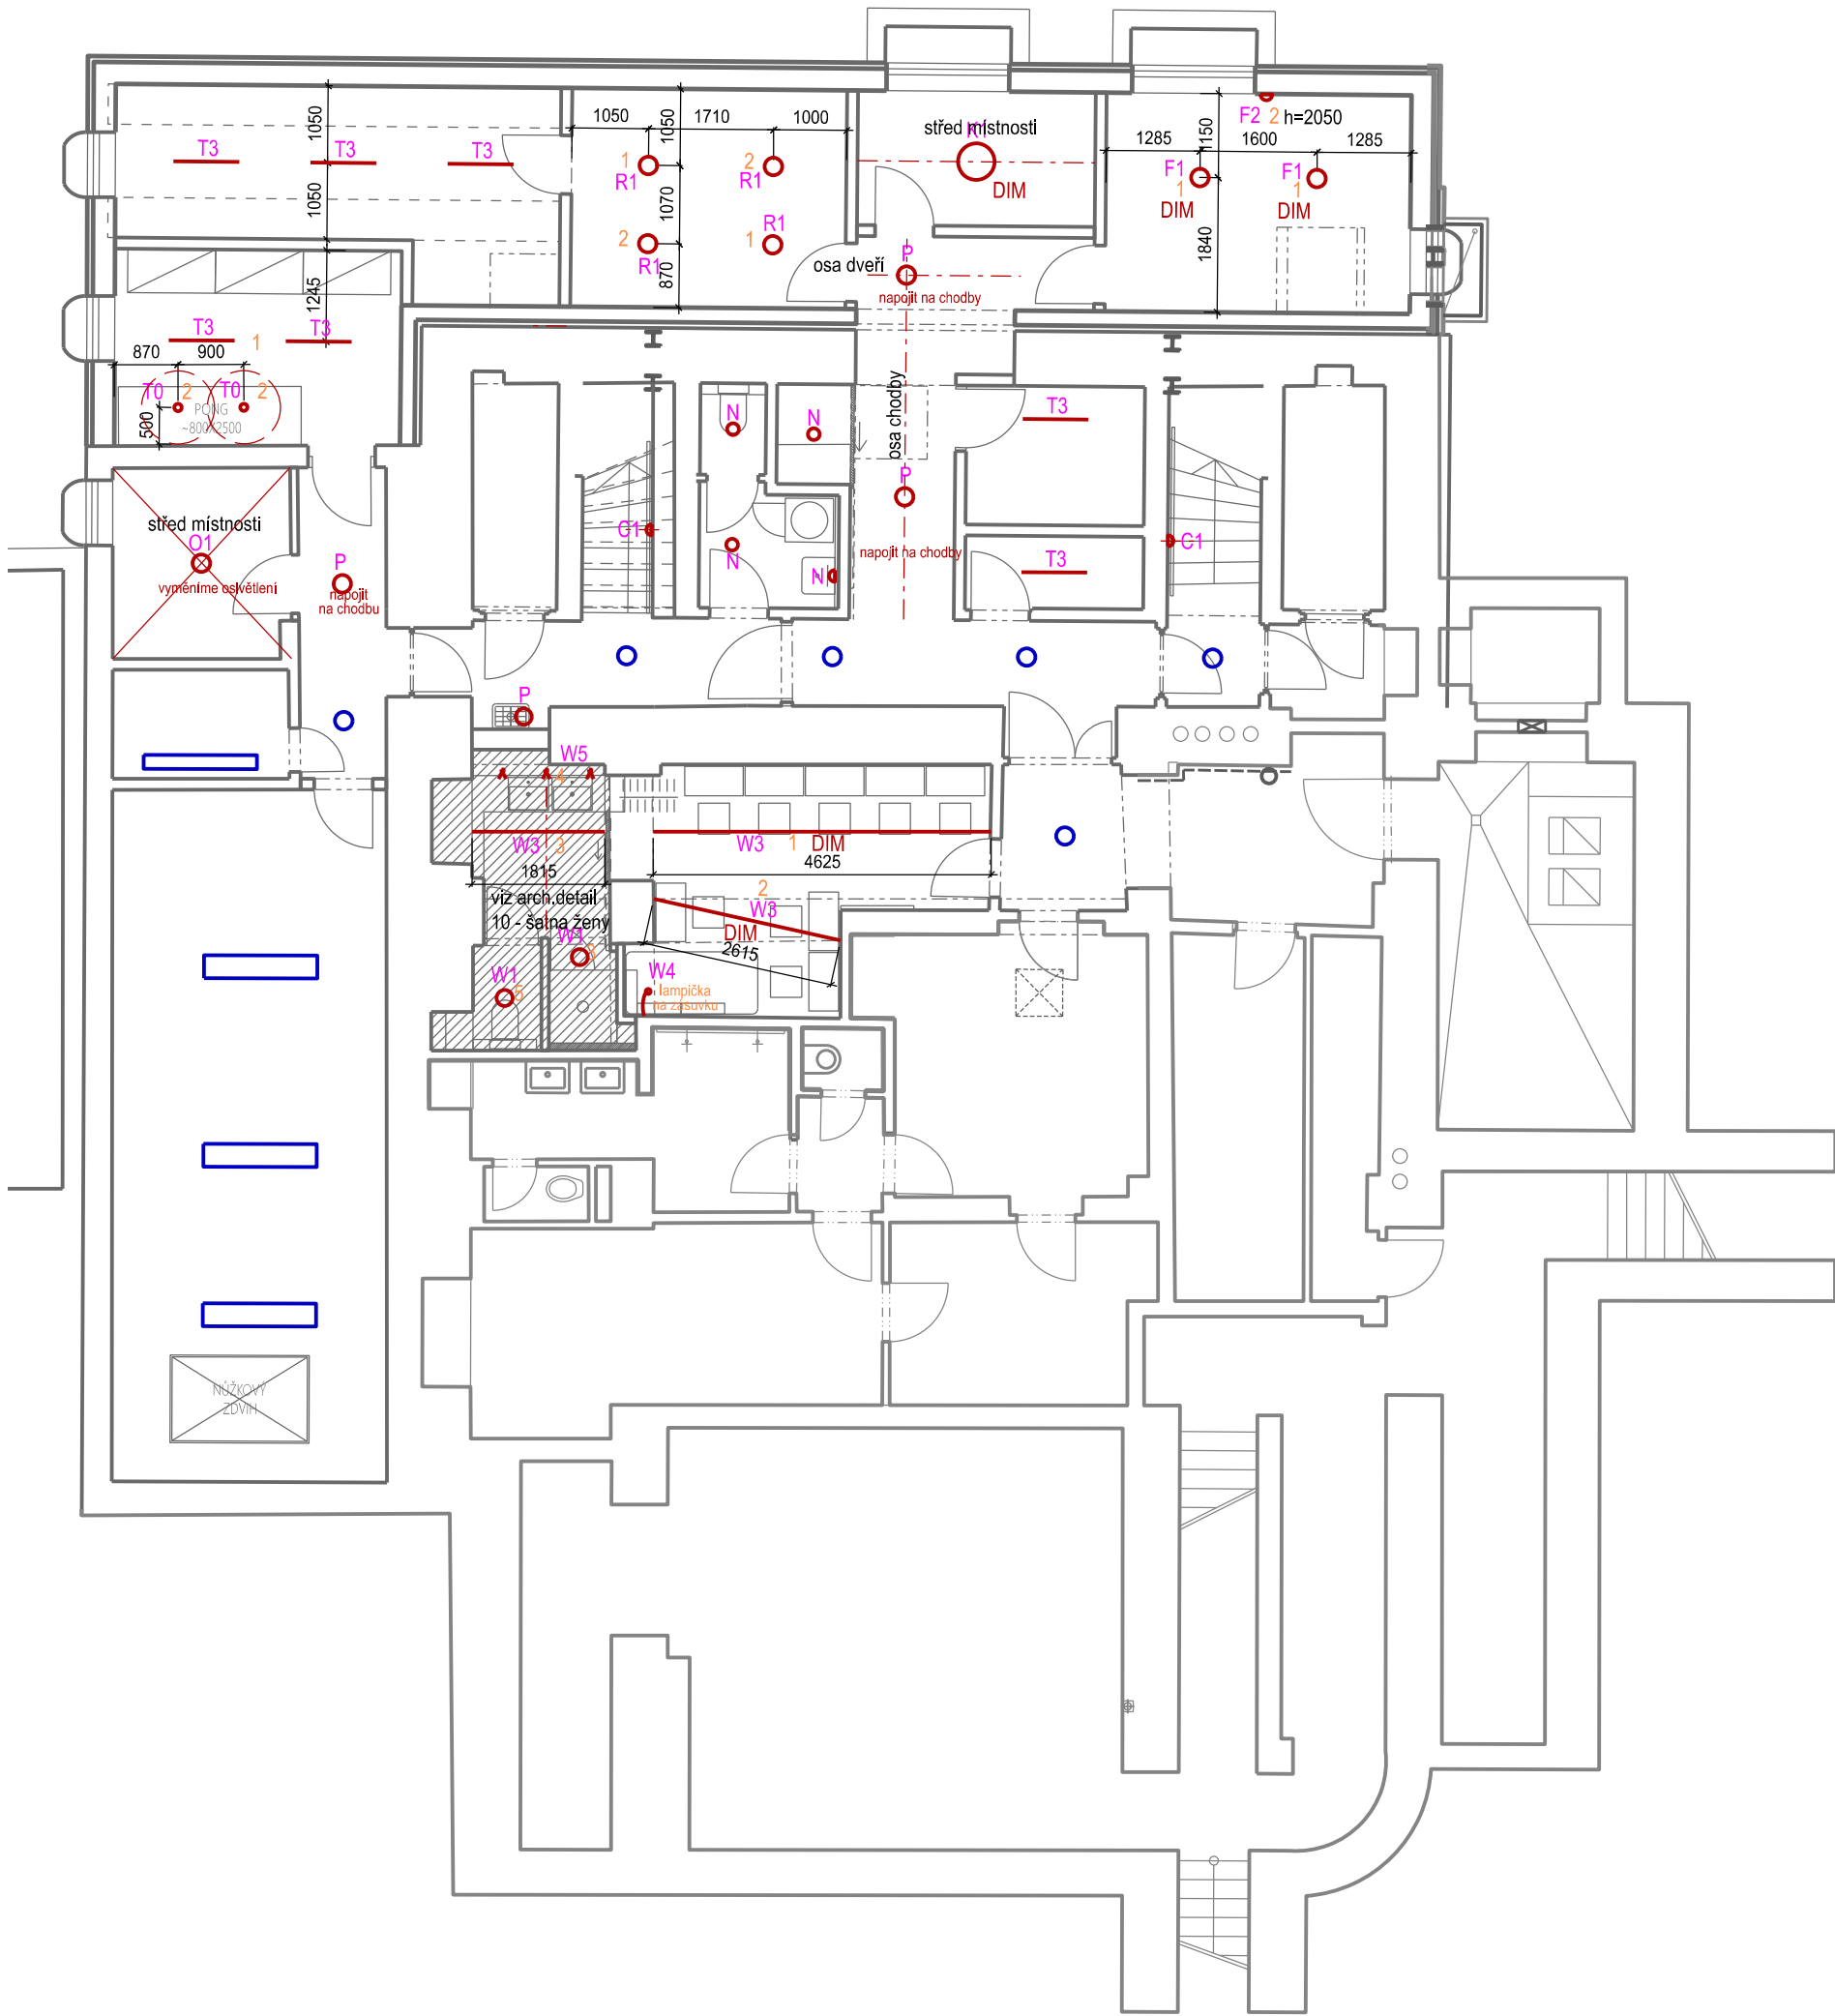 1050
1050
1710
1000
1050
střed místnosti
K1
DIM
F2
2
h=2050
1285
1150
1600
1285
T3
T3
T3
1
R1
2
R1
F1
1
DIM
F1
1
DIM
1050
1070
2
R1
R1
1
1840
870
osa dveří
P
napojit na chodby
1245
T3
1
T3
870
900
T0
2
T0
2
PONG
~800X2500
500
osa chodby
N
N
T3
P
střed místnosti
O1
vyměníme osvětlení
P
napojit
na chodbu
C1
N
N
napojit na chodby
T3
C1
P
W5
4
W3
3
1815
viz arch.detail
10 - šatna ženy
W3
1
DIM
4625
2
W3
DIM
2615
W1
3
W1
5
W4
lampička
na zásuvku
NŮŽKOVÝ
ZDVIH